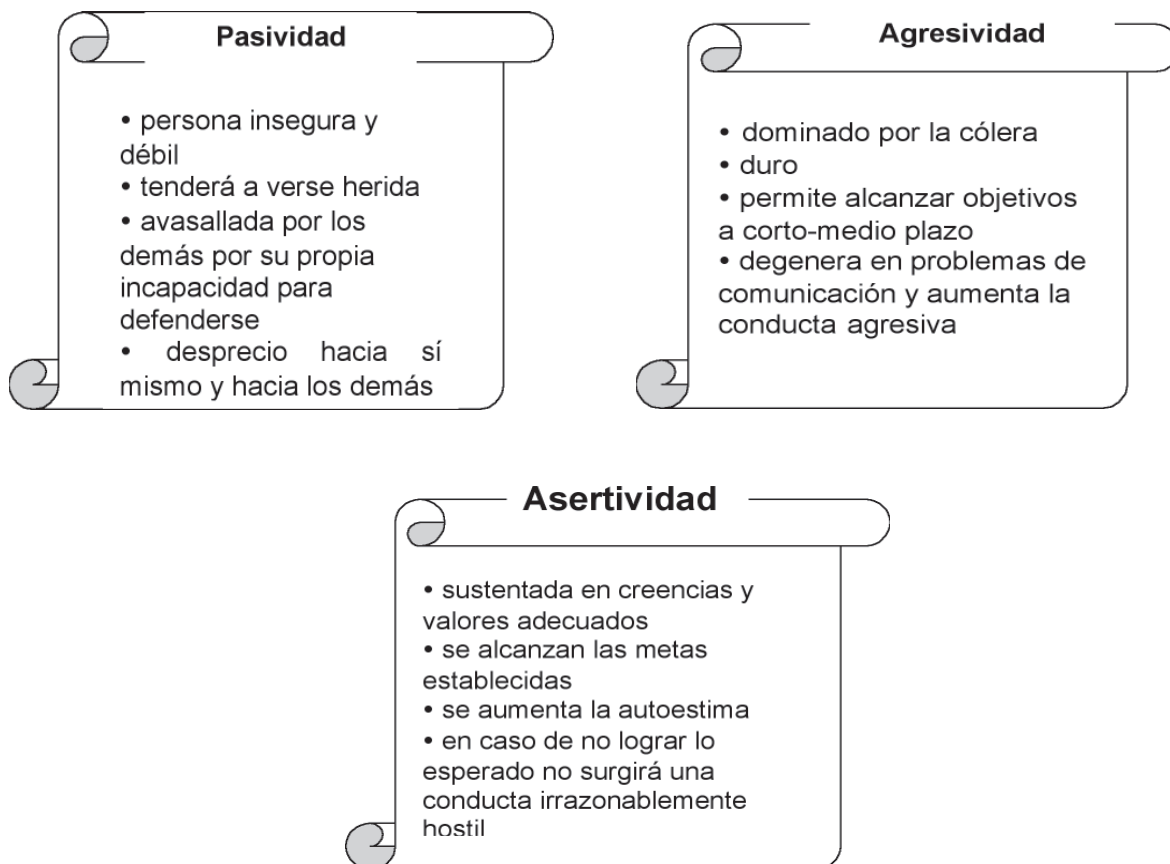 Pasividad
• persona insegura y
débil
• tenderá a verse herida
• avasallada por los
demás por su propia
incapacidad para
defenderse
• desprecio hacia sí
mismo y hacia los demás
Agresividad
• dominado por la cólera
• duro
• permite alcanzar objetivos
a corto-medio plazo
• degenera en problemas de
comunicación y aumenta la
conducta agresiva
Asertividad
• sustentada en creencias y
valores adecuados
• se alcanzan las metas
establecidas
• se aumenta la autoestima
• en caso de no lograr lo
esperado no surgirá una
conducta irrazonablemente
hostil